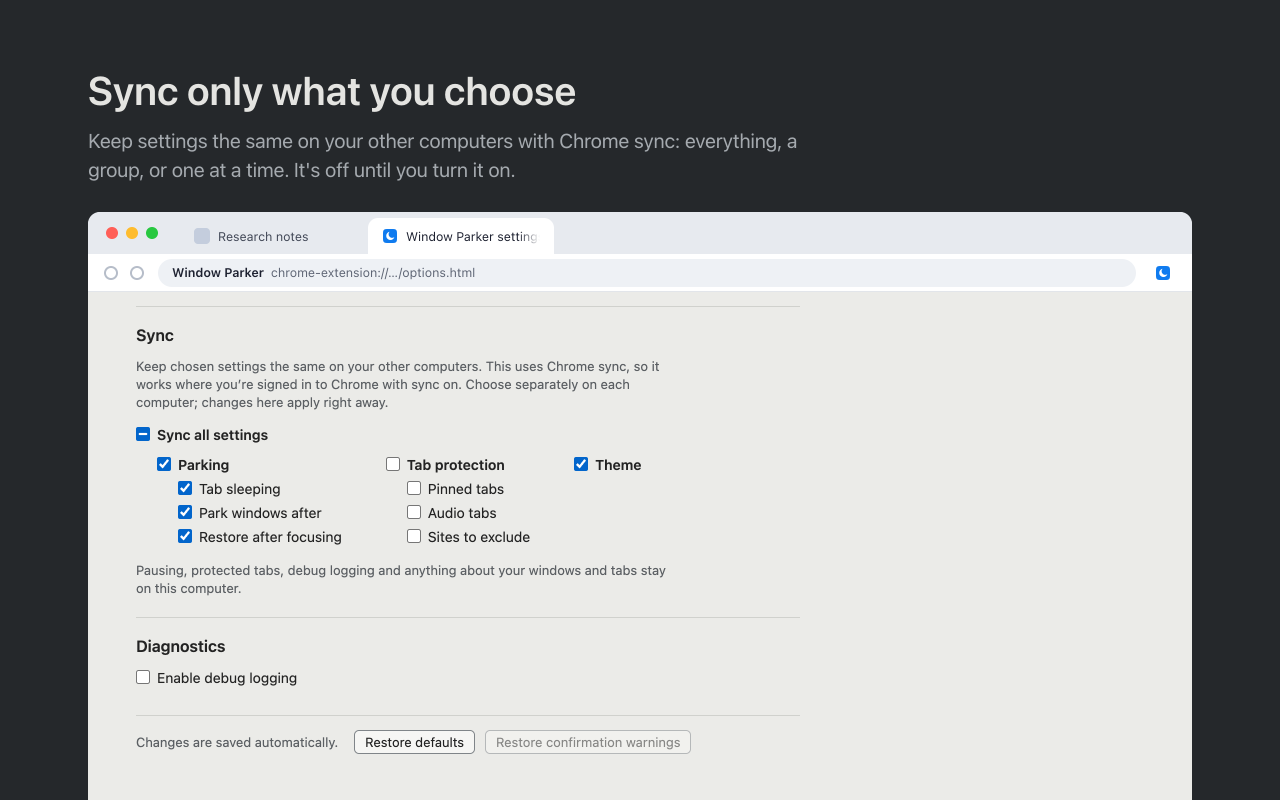 Sync only what you choose
Keep settings the same on your other computers with Chrome sync: everything, a
group, or one at a time. It's off until you turn it on.
Research notes
Window Parker setting
Window Parker chrome-extension://…/options.html
Sync
Keep chosen settings the same on your other computers. This uses Chrome sync, so it
works where you’re signed in to Chrome with sync on. Choose separately on each
computer; changes here apply right away.
Sync all settings
Parking
Tab sleeping
Park windows after
Restore after focusing
Tab protection
Pinned tabs
Audio tabs
Sites to exclude
Theme
Pausing, protected tabs, debug logging and anything about your windows and tabs stay
on this computer.
Diagnostics
Enable debug logging
Changes are saved automatically.
Restore defaults
Restore confirmation warnings